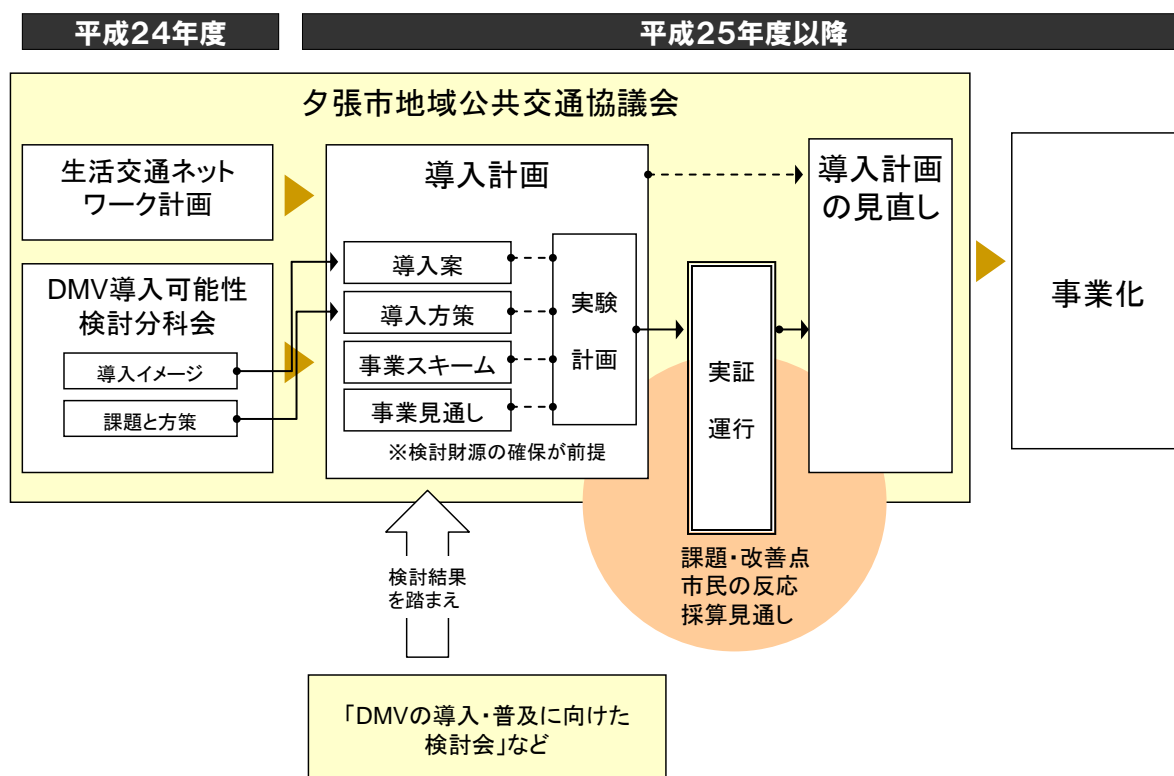 平成24年度
平成25年度以降
夕張市地域公共交通協議会
生活交通ネット
ワーク計画
DMV導入可能性
検討分科会
導入イメージ
課題と方策
導入計画
導入案
導入方策
事業スキーム
事業見通し
実験
計画
※検討財源の確保が前提
実証
運行
課題・改善点
市民の反応
採算見通し
導入計画
の見直し
事業化
検討結果
を踏まえ
「DMVの導入・普及に向けた
検討会」など